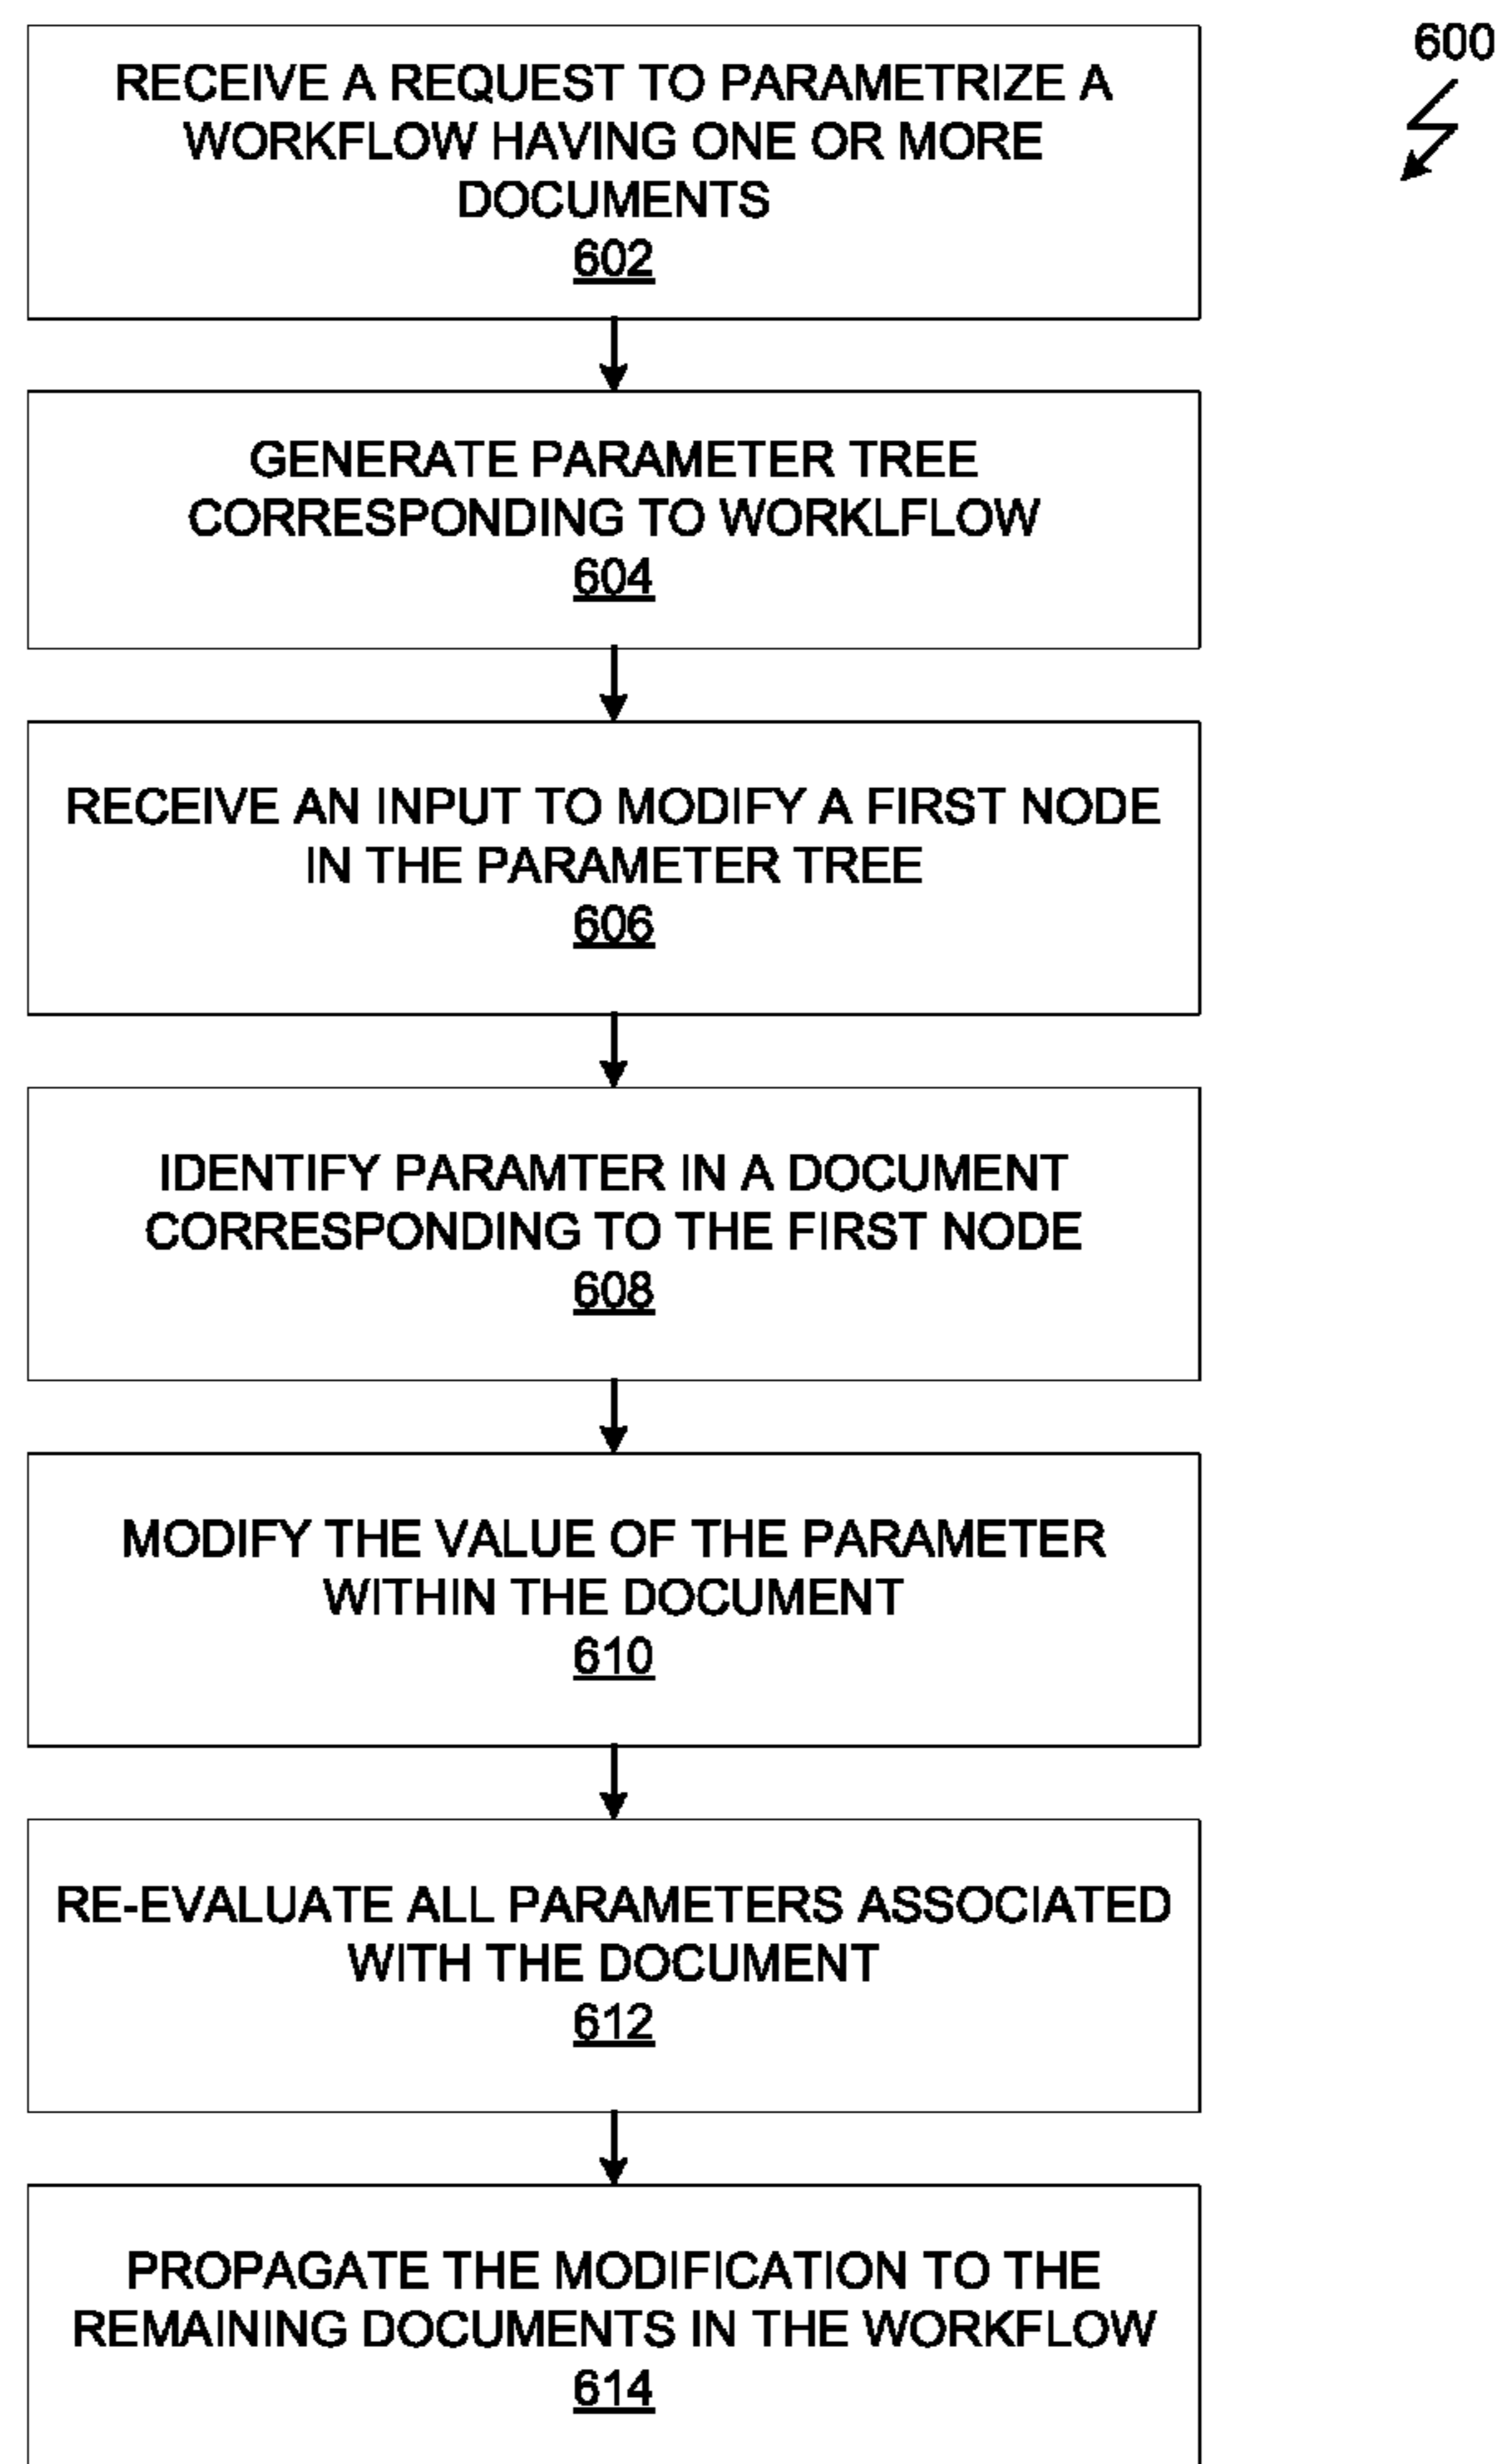 600
RECEIVE A REQUEST TO PARAMETRIZE A
WORKFLOW HAVING ONE OR MORE
DOCUMENTS
602
GENERATE PARAMETER TREE
CORRESPONDING TO WORKLFLOW
604
RECEIVE AN INPUT TO MODIFY A FIRST NODE
IN THE PARAMETER TREE
606
IDENTIFY PARAMTER IN A DOCUMENT
CORRESPONDING TO THE FIRST NODE
608
MODIFY THE VALUE OF THE PARAMETER
WITHIN THE DOCUMENT
610
RE-EVALUATE ALL PARAMETERS ASSOCIATED
WITH THE DOCUMENT
612
PROPAGATE THE MODIFICATION TO THE
REMAINING DOCUMENTS IN THE WORKFLOW
614